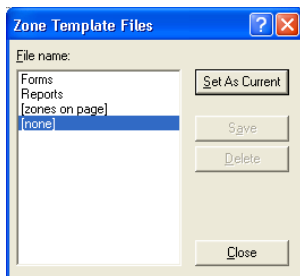 Zone Template Files
File name:
Forms
Reports
[zones on page]
[none]
Set As Current
Save
Delete
Close